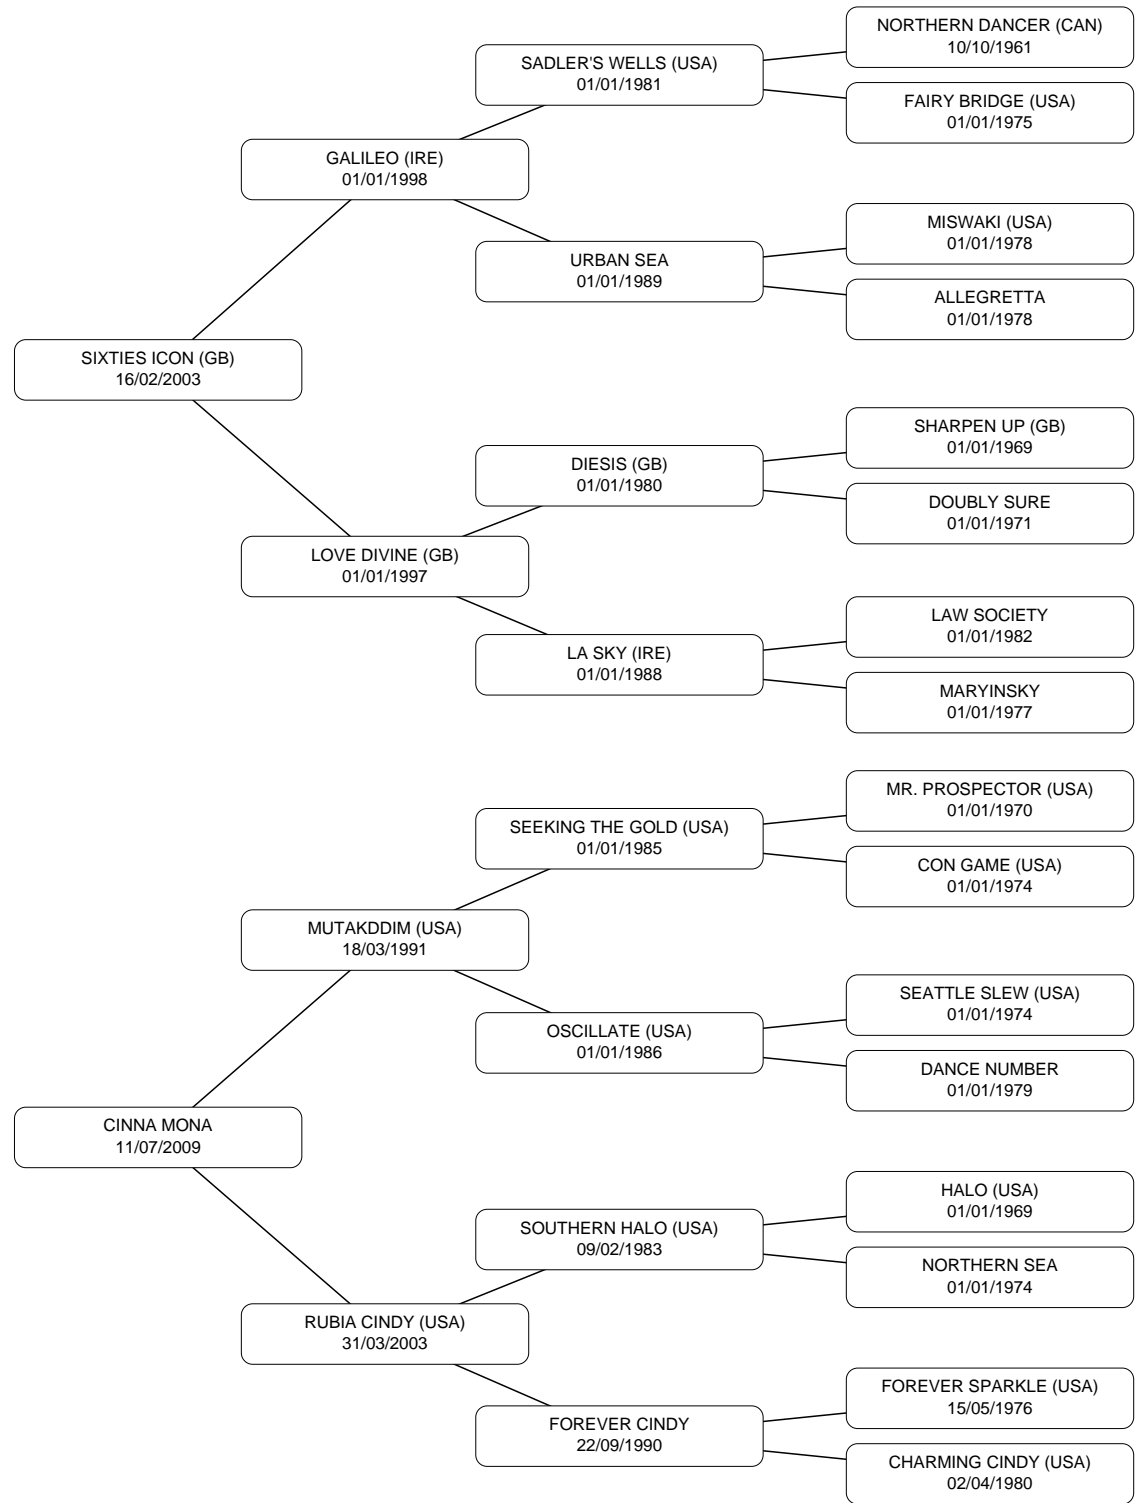 NORTHERN DANCER (CAN)
10/10/1961
SADLER'S WELLS (USA)
01/01/1981
FAIRY BRIDGE (USA)
01/01/1975
GALILEO (IRE)
01/01/1998
MISWAKI (USA)
01/01/1978
URBAN SEA
01/01/1989
ALLEGRETTA
01/01/1978
SIXTIES ICON (GB)
16/02/2003
SHARPEN UP (GB)
01/01/1969
DIESIS (GB)
01/01/1980
DOUBLY SURE
01/01/1971
LOVE DIVINE (GB)
01/01/1997
LAW SOCIETY
01/01/1982
LA SKY (IRE)
01/01/1988
MARYINSKY
01/01/1977
MR. PROSPECTOR (USA)
01/01/1970
SEEKING THE GOLD (USA)
01/01/1985
CON GAME (USA)
01/01/1974
MUTAKDDIM (USA)
18/03/1991
SEATTLE SLEW (USA)
01/01/1974
OSCILLATE (USA)
01/01/1986
DANCE NUMBER
01/01/1979
CINNA MONA
11/07/2009
HALO (USA)
01/01/1969
SOUTHERN HALO (USA)
09/02/1983
NORTHERN SEA
01/01/1974
RUBIA CINDY (USA)
31/03/2003
FOREVER SPARKLE (USA)
15/05/1976
FOREVER CINDY
22/09/1990
CHARMING CINDY (USA)
02/04/1980